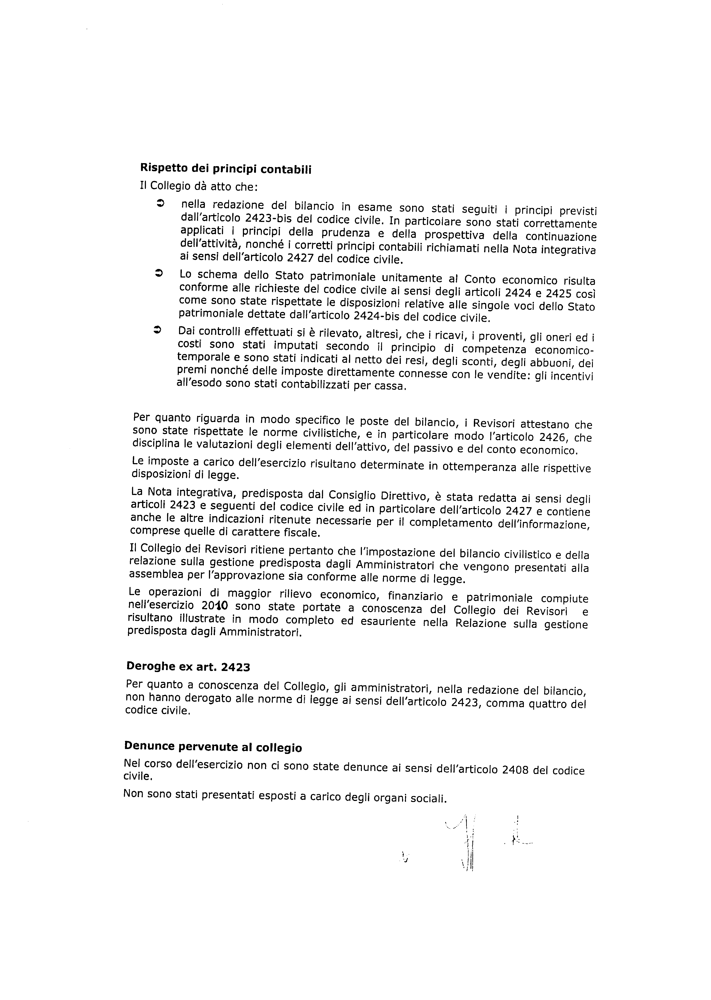 Rispetto dei principi contabili
Il Collegio dà atto che:
➲ nella redazione del bilancio in esame sono stati seguiti i principi previsti
dall'articolo 2423-bis del codice civile. In particolare sono stati correttamente
applicati i principi della prudenza e della prospettiva della continuazione
dell'attività, nonché i corretti principi contabili richiamati nella Nota integrativa
ai sensi dell'articolo 2427 del codice civile.
➲ Lo schema dello Stato patrimoniale unitamente al Conto economico risulta
conforme alle richieste del codice civile ai sensi degli articoli 2424 e 2425 così
come sono state rispettate le disposizioni relative alle singole voci dello Stato
patrimoniale dettate dall'articolo 2424-bis del codice civile.
➲ Dai controlli effettuati si è rilevato, altresì, che i ricavi, i proventi, gli oneri ed i
costi sono stati imputati secondo il principio di competenza economico-
temporale e sono stati indicati al netto dei resi, degli sconti, degli abbuoni, dei
premi nonché delle imposte direttamente connesse con le vendite: gli incentivi
all'esodo sono stati contabilizzati per cassa.
Per quanto riguarda in modo specifico le poste del bilancio, i Revisori attestano che
sono state rispettate le norme civilistiche, e in particolare modo l'articolo 2426, che
disciplina le valutazioni degli elementi dell'attivo, del passivo e del conto economico.
Le imposte a carico dell'esercizio risultano determinate in ottemperanza alle rispettive
disposizioni di legge.
La Nota integrativa, predisposta dal Consiglio Direttivo, è stata redatta ai sensi degli
articoli 2423 e seguenti del codice civile ed in particolare dell'articolo 2427 e contiene
anche le altre indicazioni ritenute necessarie per il completamento dell'informazione,
comprese quelle di carattere fiscale.
Il Collegio dei Revisori ritiene pertanto che l'impostazione del bilancio civilistico e della
relazione sulla gestione predisposta dagli Amministratori che vengono presentati alla
assemblea per l'approvazione sia conforme alle norme di legge.
Le operazioni di maggior rilievo economico, finanziario e patrimoniale compiute
nell'esercizio 2010 sono state portate a conoscenza del Collegio dei Revisori e
risultano illustrate in modo completo ed esauriente nella Relazione sulla gestione
predisposta dagli Amministratori.
Deroghe ex art. 2423
Per quanto a conoscenza del Collegio, gli amministratori, nella redazione del bilancio,
non hanno derogato alle norme di legge ai sensi dell'articolo 2423, comma quattro del
codice civile.
Denunce pervenute al collegio
Nel corso dell'esercizio non ci sono state denunce ai sensi dell'articolo 2408 del codice
civile.
Non sono stati presentati esposti a carico degli organi sociali.